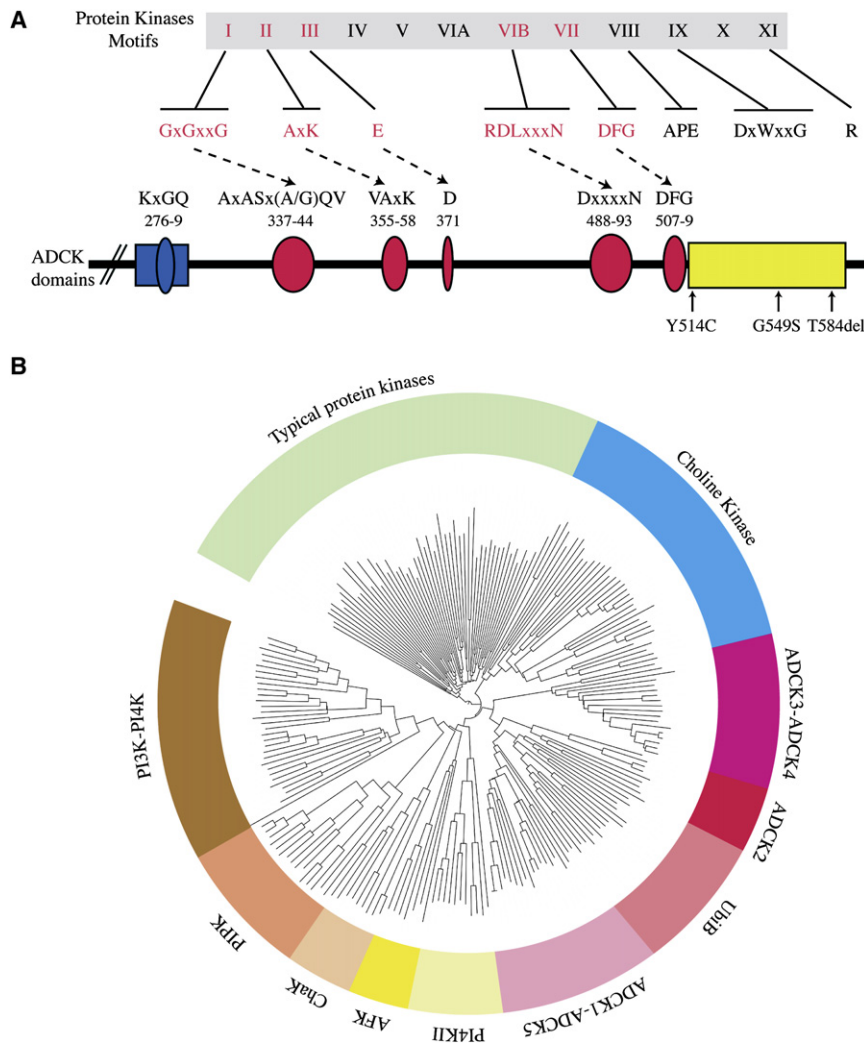 A
Protein Kinases
Motifs
I II III IV V VIA VIB VII VIII IX X XI
GxGxxG AxK E RDLxxxN DFG APE DxWxxG R
KxGQ AxASx(A/G)QV VAxK D DxxxxN DFG
276-9 337-44 355-58 371 488-93 507-9
ADCK
domains
Y514C G549S T584del
B
Typical protein kinases
Choline Kinase
ADCK3-ADCK4
ADCK2
UbiB
ADCK1-ADCK5
PI4KII
AFK
ChaK
PIPK
PI3K-PI4K